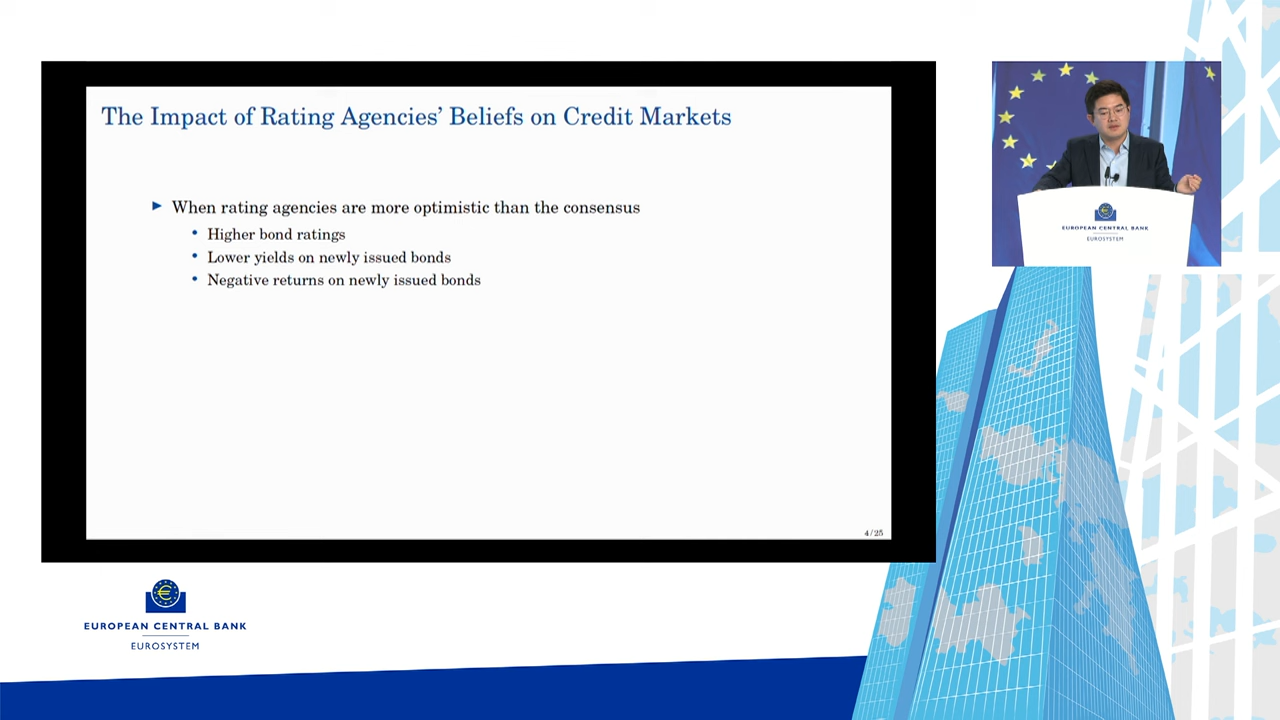 The Impact of Rating Agencies' Beliefs on Credit Markets
When rating agencies are more optimistic than the consensus
Higher bond ratings
Lower yields on newly issued bonds
Negative returns on newly issued bonds
4/25
EUROPEAN CENTRAL BANK
EUROSYSTEM
EUROPEAN CENTRAL BANK
EUROSYSTEM